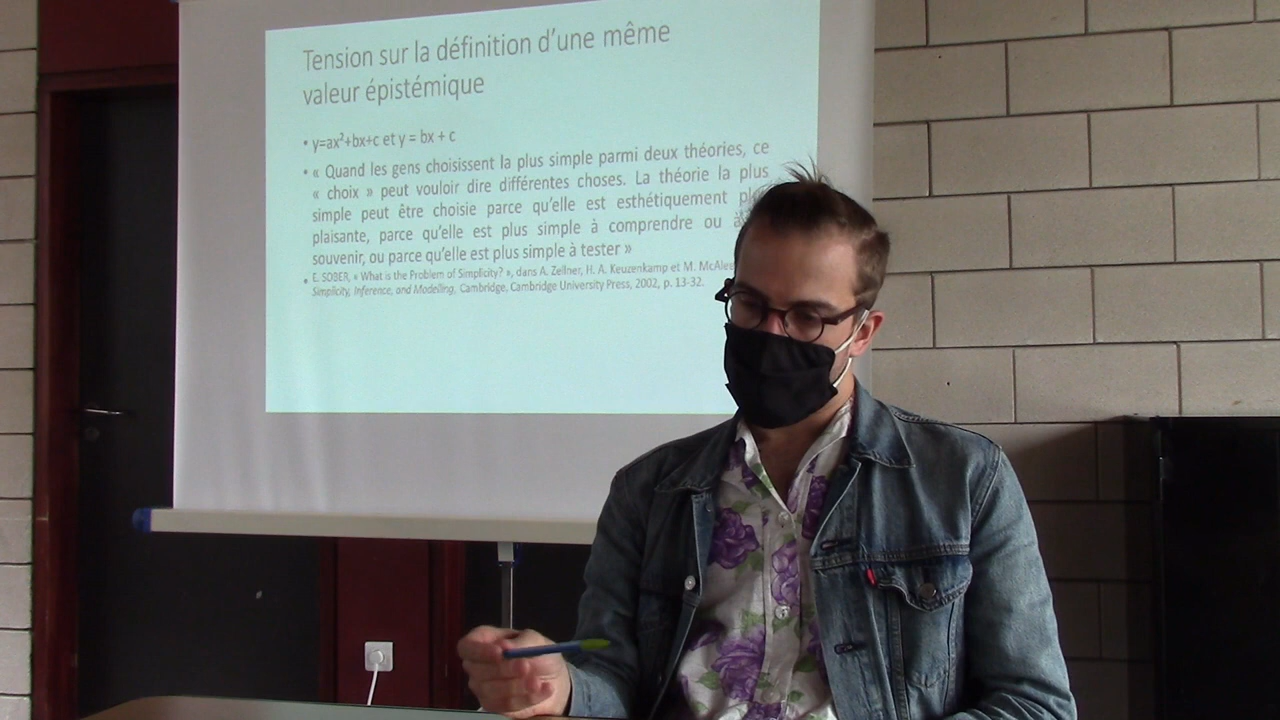 Tension sur la définition d'une même
valeur épistémique
• y=ax²+bx+c et y = bx + c
• « Quand les gens choisissent la plus simple parmi deux théories, ce
« choix » peut vouloir dire différentes choses. La théorie la plus
simple peut être choisie parce qu'elle est esthétiquement
plaisante, parce qu'elle est plus simple à comprendre ou
souvenir, ou parce qu'elle est plus simple à tester »
• E. SOBER, « What is the Problem of Simplicity? », dans A. Zellner, H. A. Keuzenkamp et M.
Simplicity, Inference, and Modelling, Cambridge, Cambridge University Press, 2002, p. 13-32.